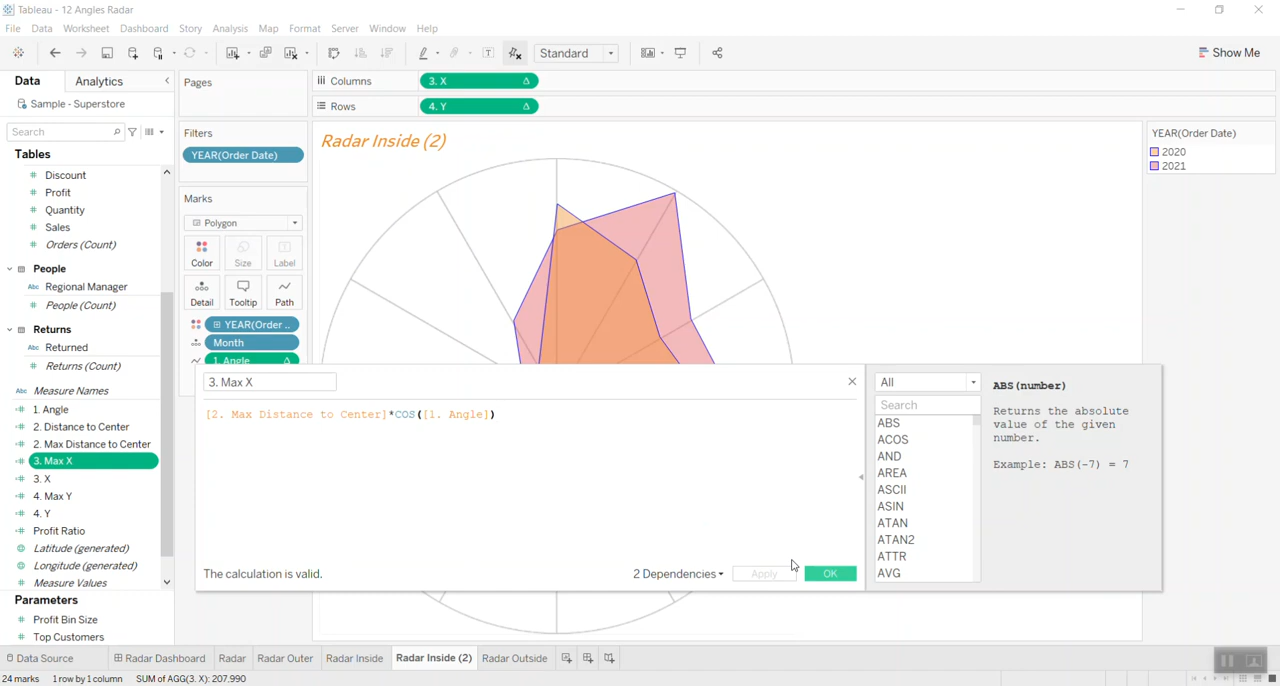 Tableau - 12 Angles Radar
File Data Worksheet Dashboard Story Analysis Map Format Server Window Help
Standard
Show Me
Data Analytics
Sample - Superstore
Search
Tables
Discount
Profit
Quantity
Sales
Orders (Count)
People
Abc Regional Manager
People (Count)
Returns
Abc Returned
Returns (Count)
Abc Measure Names
1. Angle
2. Distance to Center
2. Max Distance to Center
3. Max X
3. X
4. Max Y
4. Y
Profit Ratio
Latitude (generated)
Longitude (generated)
Measure Values
Parameters
Profit Bin Size
Top Customers
Pages
Filters
YEAR(Order Date)
Marks
Polygon
Color Size Label
Detail Tooltip Path
YEAR(Order ..
Month
1. Angle
Columns 3. X
Rows 4. Y
Radar Inside (2)
YEAR(Order Date)
2020
2021
3. Max X
[2. Max Distance to Center]*COS([1. Angle])
The calculation is valid.
2 Dependencies
Apply
OK
All
Search
ABS
ACOS
AND
AREA
ASCII
ASIN
ATAN
ATAN2
ATTR
AVG
ABS(number)
Returns the absolute
value of the given
number.
Example: ABS(-7) = 7
Data Source Radar Dashboard Radar Radar Outer Radar Inside Radar Inside (2) Radar Outside
24 marks 1 row by 1 column SUM of AGG(3. X): 207.990